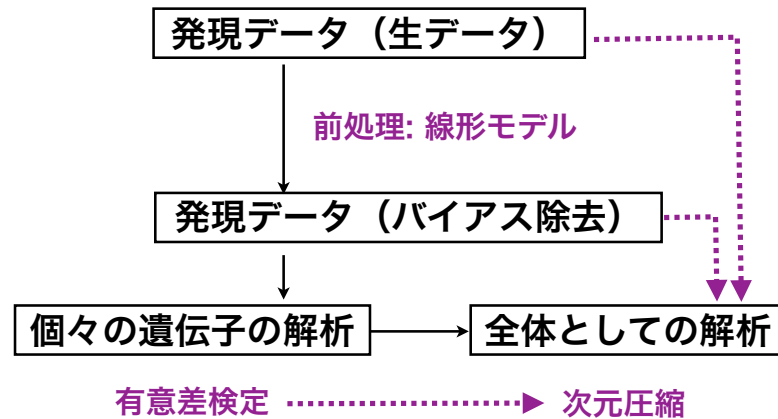 発現データ（生データ）
前処理: 線形モデル
発現データ（バイアス除去）
個々の遺伝子の解析
全体としての解析
有意差検定
次元圧縮